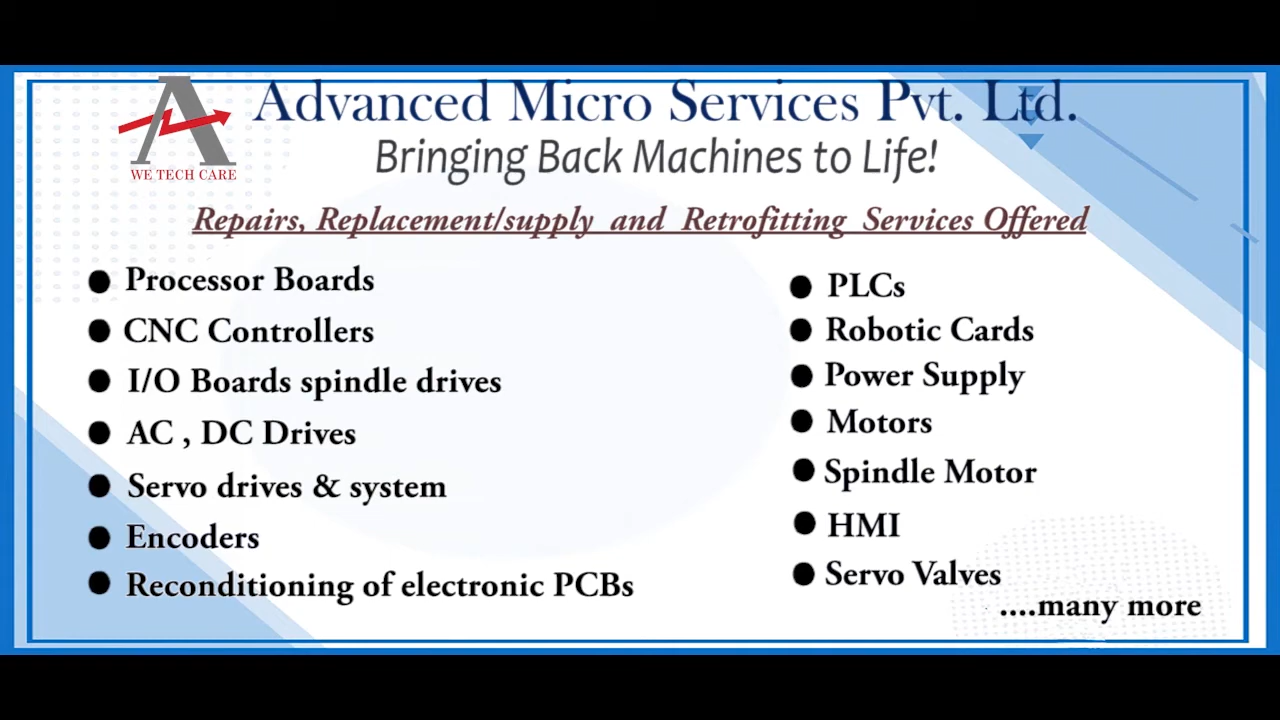 Advanced Micro Services Pvt. Ltd.
WE TECH CARE
Bringing Back Machines to Life!
Repairs, Replacement/supply and Retrofitting Services Offered
Processor Boards
CNC Controllers
I/O Boards spindle drives
AC , DC Drives
Servo drives & system
Encoders
Reconditioning of electronic PCBs
PLCs
Robotic Cards
Power Supply
Motors
Spindle Motor
HMI
Servo Valves
....many more